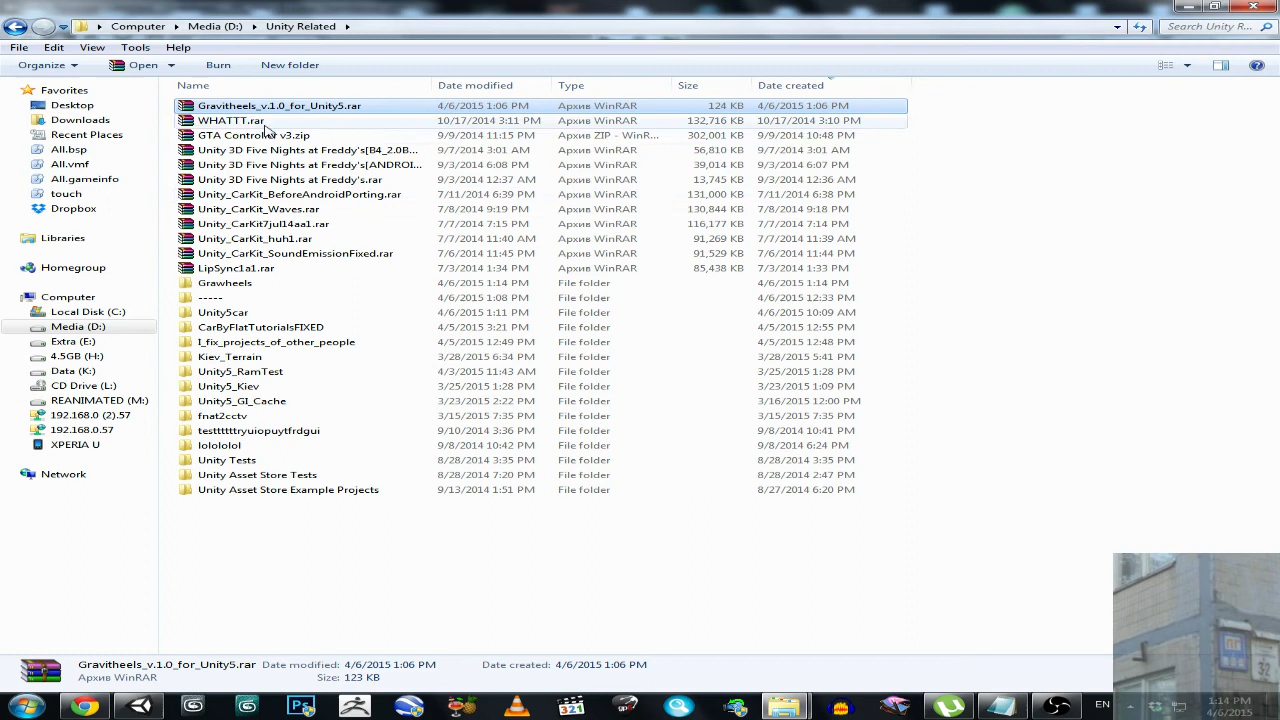 Computer Media (D:) Unity Related
Search Unity R...
File Edit View Tools Help
Organize Open Burn New folder
Name Date modified Type Size Date created
Favorites
Desktop
Downloads
Recent Places
All.bsp
All.vmf
All.gameinfo
touch
Dropbox
Libraries
Homegroup
Computer
Local Disk (C:)
Media (D:)
Extra (E:)
4.5GB (H:)
Data (K:)
CD Drive (L:)
REANIMATED (M:)
192.168.0 (2).57
192.168.0.57
XPERIA U
Network
Gravitheels_v.1.0_for_Unity5.rar 4/6/2015 1:06 PM Архив WinRAR 124 KB 4/6/2015 1:06 PM
WHATTT.rar 10/17/2014 3:11 PM Архив WinRAR 132,716 KB 10/17/2014 3:10 PM
GTA Controller v3.zip 9/9/2014 11:15 PM Архив ZIP - WinR... 302,001 KB 9/9/2014 10:48 PM
Unity 3D Five Nights at Freddy's[B4_2.0B... 9/7/2014 3:01 AM Архив WinRAR 56,810 KB 9/7/2014 3:01 AM
Unity 3D Five Nights at Freddy's[ANDROI... 9/3/2014 6:08 PM Архив WinRAR 39,014 KB 9/3/2014 6:07 PM
Unity 3D Five Nights at Freddy's.rar 9/3/2014 12:37 AM Архив WinRAR 13,745 KB 9/3/2014 12:36 AM
Unity_CarKit_BeforeAndroidPorting.rar 7/11/2014 6:39 PM Архив WinRAR 131,000 KB 7/11/2014 6:38 PM
Unity_CarKit_Waves.rar 7/8/2014 9:19 PM Архив WinRAR 130,844 KB 7/8/2014 9:18 PM
Unity_CarKit7jul14aa1.rar 7/7/2014 7:15 PM Архив WinRAR 116,177 KB 7/7/2014 7:14 PM
Unity_CarKit_huh1.rar 7/7/2014 11:40 AM Архив WinRAR 91,269 KB 7/7/2014 11:39 AM
Unity_CarKit_SoundEmissionFixed.rar 7/6/2014 11:45 PM Архив WinRAR 91,529 KB 7/6/2014 11:44 PM
LipSync1a1.rar 7/3/2014 1:34 PM Архив WinRAR 85,438 KB 7/3/2014 1:33 PM
Grawheels 4/6/2015 1:14 PM File folder 4/6/2015 1:14 PM
----- 4/6/2015 1:08 PM File folder 4/6/2015 12:33 PM
Unity5car 4/6/2015 1:11 PM File folder 4/6/2015 10:09 AM
CarByFlatTutorialsFIXED 4/5/2015 3:21 PM File folder 4/5/2015 12:55 PM
I_fix_projects_of_other_people 4/5/2015 12:49 PM File folder 4/5/2015 12:48 PM
Kiev_Terrain 3/28/2015 6:34 PM File folder 3/28/2015 5:41 PM
Unity5_RamTest 4/3/2015 11:43 AM File folder 3/25/2015 1:28 PM
Unity5_Kiev 3/25/2015 1:28 PM File folder 3/23/2015 1:09 PM
Unity5_GI_Cache 3/23/2015 2:22 PM File folder 3/16/2015 12:00 PM
fnat2cctv 3/15/2015 7:35 PM File folder 3/15/2015 7:35 PM
testttttttryuiopuytfrdgui 9/10/2014 3:36 PM File folder 9/8/2014 11:04 PM
lolololol 9/8/2014 10:42 PM File folder 9/8/2014 6:24 PM
Unity Tests 8/28/2014 3:35 PM File folder 8/28/2014 3:35 PM
Unity Asset Store Tests 8/28/2014 7:20 PM File folder 8/28/2014 2:47 PM
Unity Asset Store Example Projects 9/13/2014 1:51 PM File folder 8/27/2014 6:20 PM
Gravitheels_v.1.0_for_Unity5.rar Date modified: 4/6/2015 1:06 PM Date created: 4/6/2015 1:06 PM
Архив WinRAR Size: 123 KB
32
Ps
321
EN
1:14 PM
4/6/2015